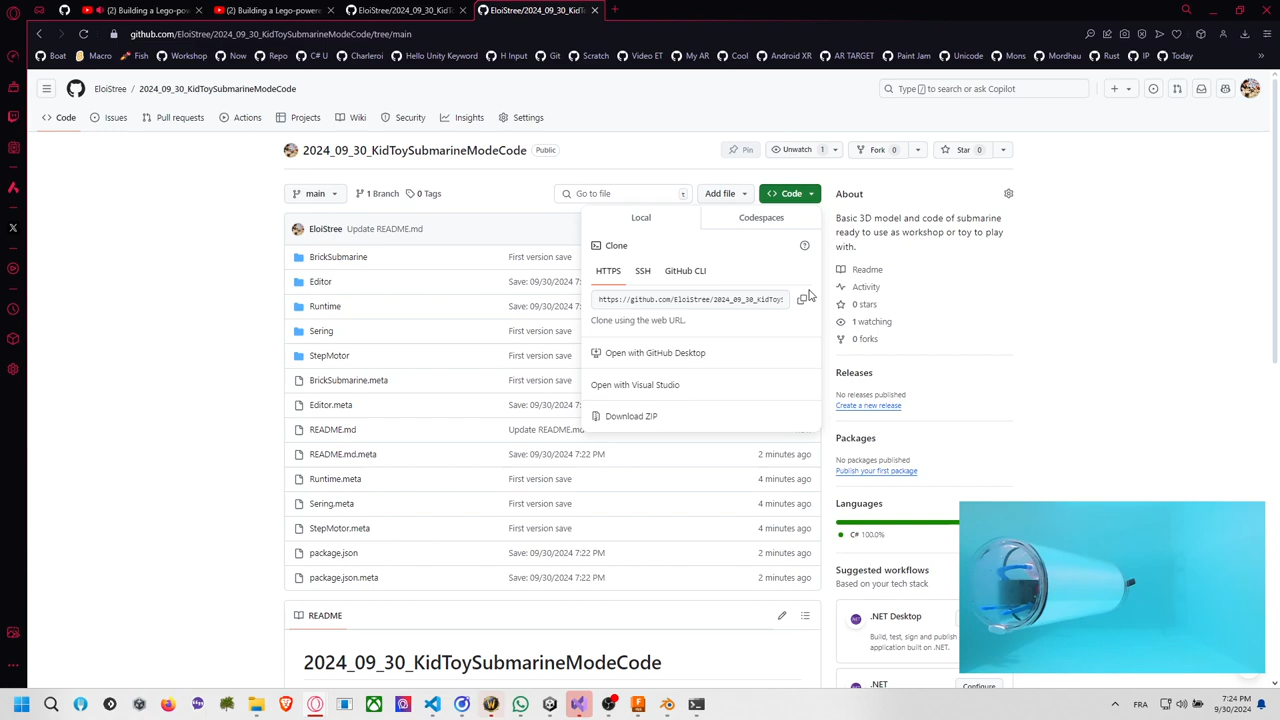 (2) Building a Lego-pow
(2) Building a Lego-powere
EloiStree/2024_09_30_KidT
EloiStree/2024_09_30_KidT
github.com/EloiStree/2024_09_30_KidToySubmarineModeCode/tree/main
Boat
Macro
Fish
Workshop
Now
Repo
C# U
Charleroi
Hello Unity Keyword
H Input
Git
Scratch
Video ET
My AR
Cool
Android XR
AR TARGET
Paint Jam
Unicode
Mons
Mordhau
Rust
IP
Today
EloiStree / 2024_09_30_KidToySubmarineModeCode
Type / to search or ask Copilot
Code
Issues
Pull requests
Actions
Projects
Wiki
Security
Insights
Settings
2024_09_30_KidToySubmarineModeCode
Public
Pin
Unwatch 1
Fork 0
Star 0
main
1 Branch
0 Tags
Go to file
t
Add file
Code
EloiStree Update README.md
BrickSubmarine First version save
Editor Save: 09/30/2024 7:
Runtime First version save
Sering First version save
StepMotor First version save
BrickSubmarine.meta First version save
Editor.meta Save: 09/30/2024 7:
README.md Update README.md
README.md.meta Save: 09/30/2024 7:22 PM 2 minutes ago
Runtime.meta First version save 4 minutes ago
Sering.meta First version save 4 minutes ago
StepMotor.meta First version save 4 minutes ago
package.json Save: 09/30/2024 7:22 PM 2 minutes ago
package.json.meta Save: 09/30/2024 7:22 PM 2 minutes ago
Local
Codespaces
Clone
HTTPS
SSH
GitHub CLI
https://github.com/EloiStree/2024_09_30_KidToyS
Clone using the web URL.
Open with GitHub Desktop
Open with Visual Studio
Download ZIP
README
2024_09_30_KidToySubmarineModeCode
About
Basic 3D model and code of submarine
ready to use as workshop or toy to play
with.
Readme
Activity
0 stars
1 watching
0 forks
Releases
No releases published
Create a new release
Packages
No packages published
Publish your first package
Languages
C# 100.0%
Suggested workflows
Based on your tech stack
.NET Desktop
Build, test, sign and publish
application built on .NET.
.NET
Configure
FRA
7:24 PM
9/30/2024